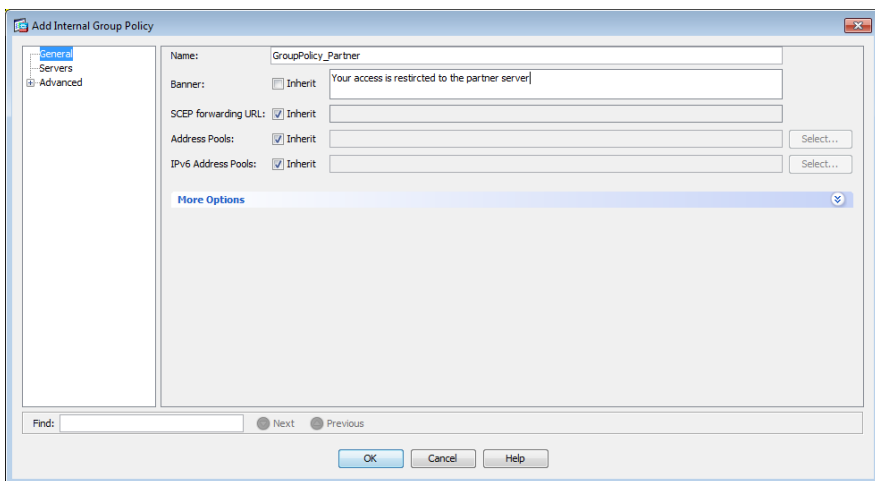 Add Internal Group Policy
General
Servers
Advanced
Name: GroupPolicy_Partner
Banner: Inherit Your access is restircted to the partner server
SCEP forwarding URL: Inherit
Address Pools: Inherit Select...
IPv6 Address Pools: Inherit Select...
More Options
Find: Next Previous
OK Cancel Help